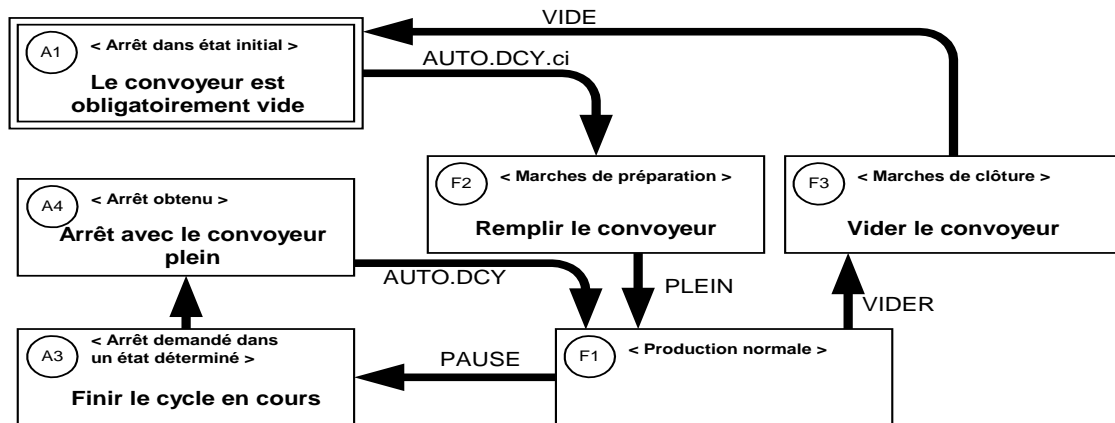 VIDE
A1
< Arrêt dans état initial >
Le convoyeur est
obligatoirement vide
AUTO.DCY.ci
A4
< Arrêt obtenu >
Arrêt avec le convoyeur
plein
F2
< Marches de préparation >
Remplir le convoyeur
F3
< Marches de clôture >
Vider le convoyeur
AUTO.DCY
PLEIN
VIDER
A3
< Arrêt demandé dans
un état déterminé >
Finir le cycle en cours
PAUSE
F1
< Production normale >